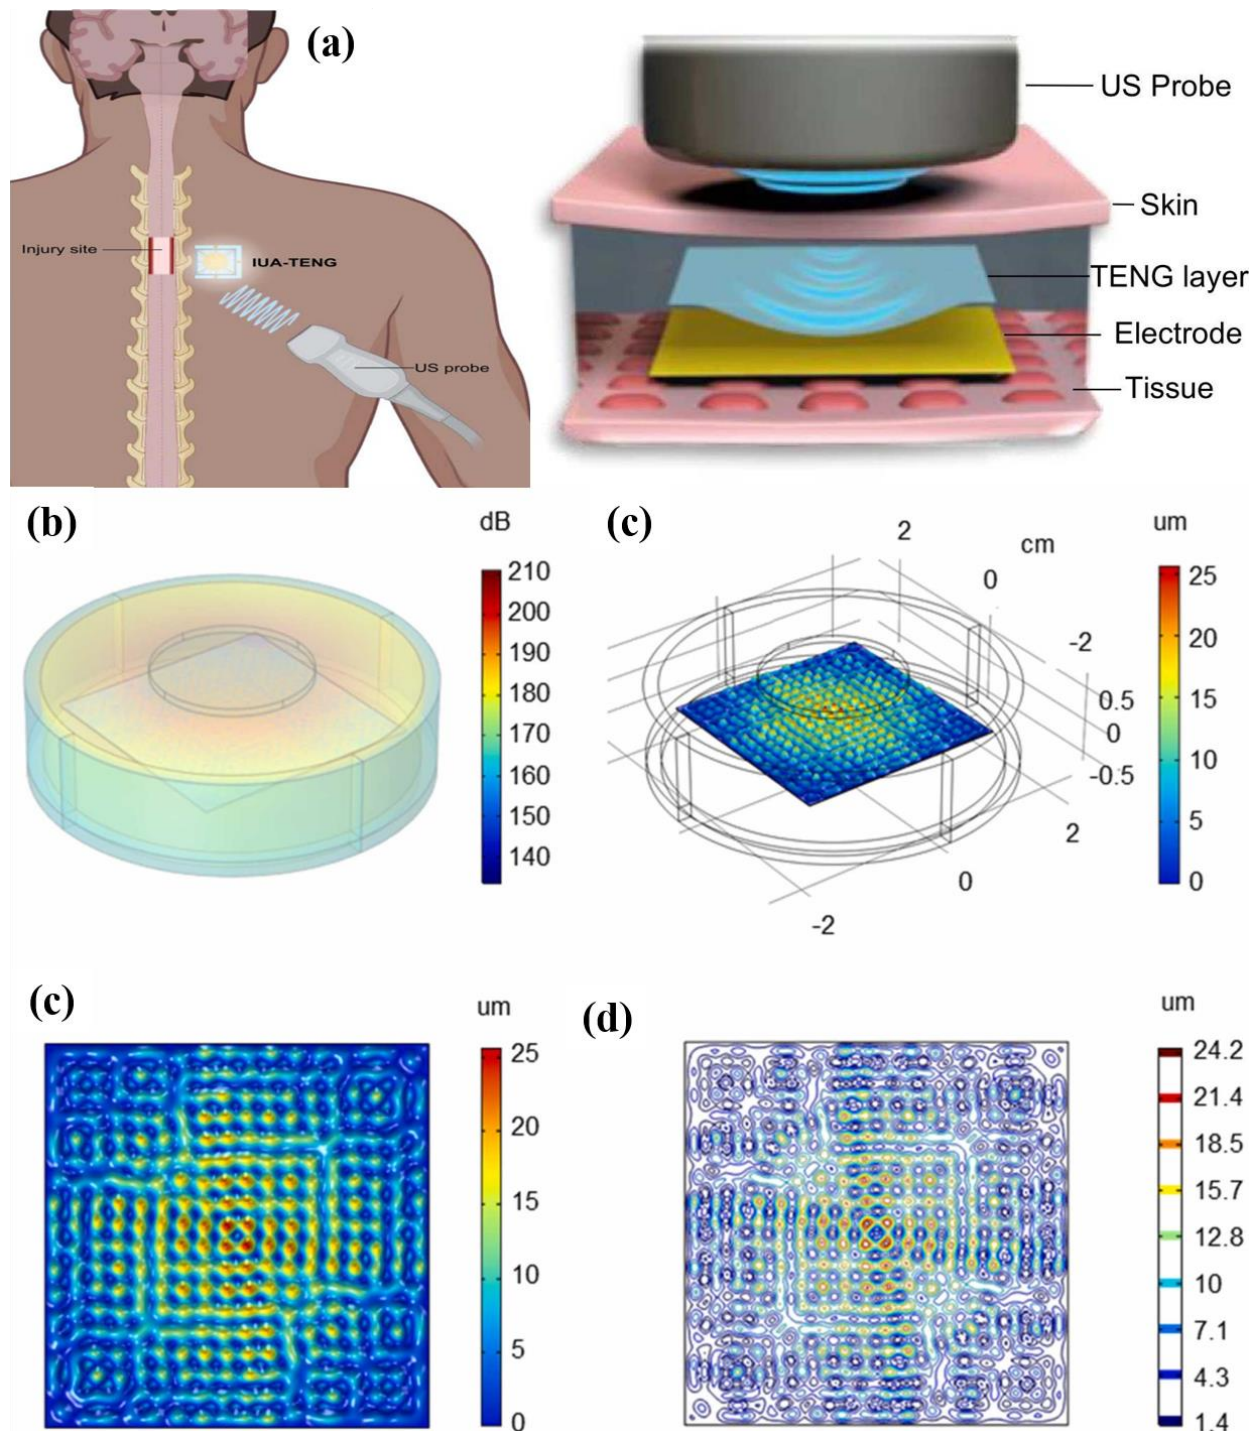 (a)
US Probe
Skin
TENG layer
Electrode
Tissue
Injury site
IUA-TENG
US probe
(b)
dB
210
200
190
180
170
160
150
140
(c)
2
cm
0
-2
0.5
0
-0.5
2
0
-2
um
25
20
15
10
5
0
(c)
um
25
20
15
10
5
0
(d)
um
24.2
21.4
18.5
15.7
12.8
10
7.1
4.3
1.4